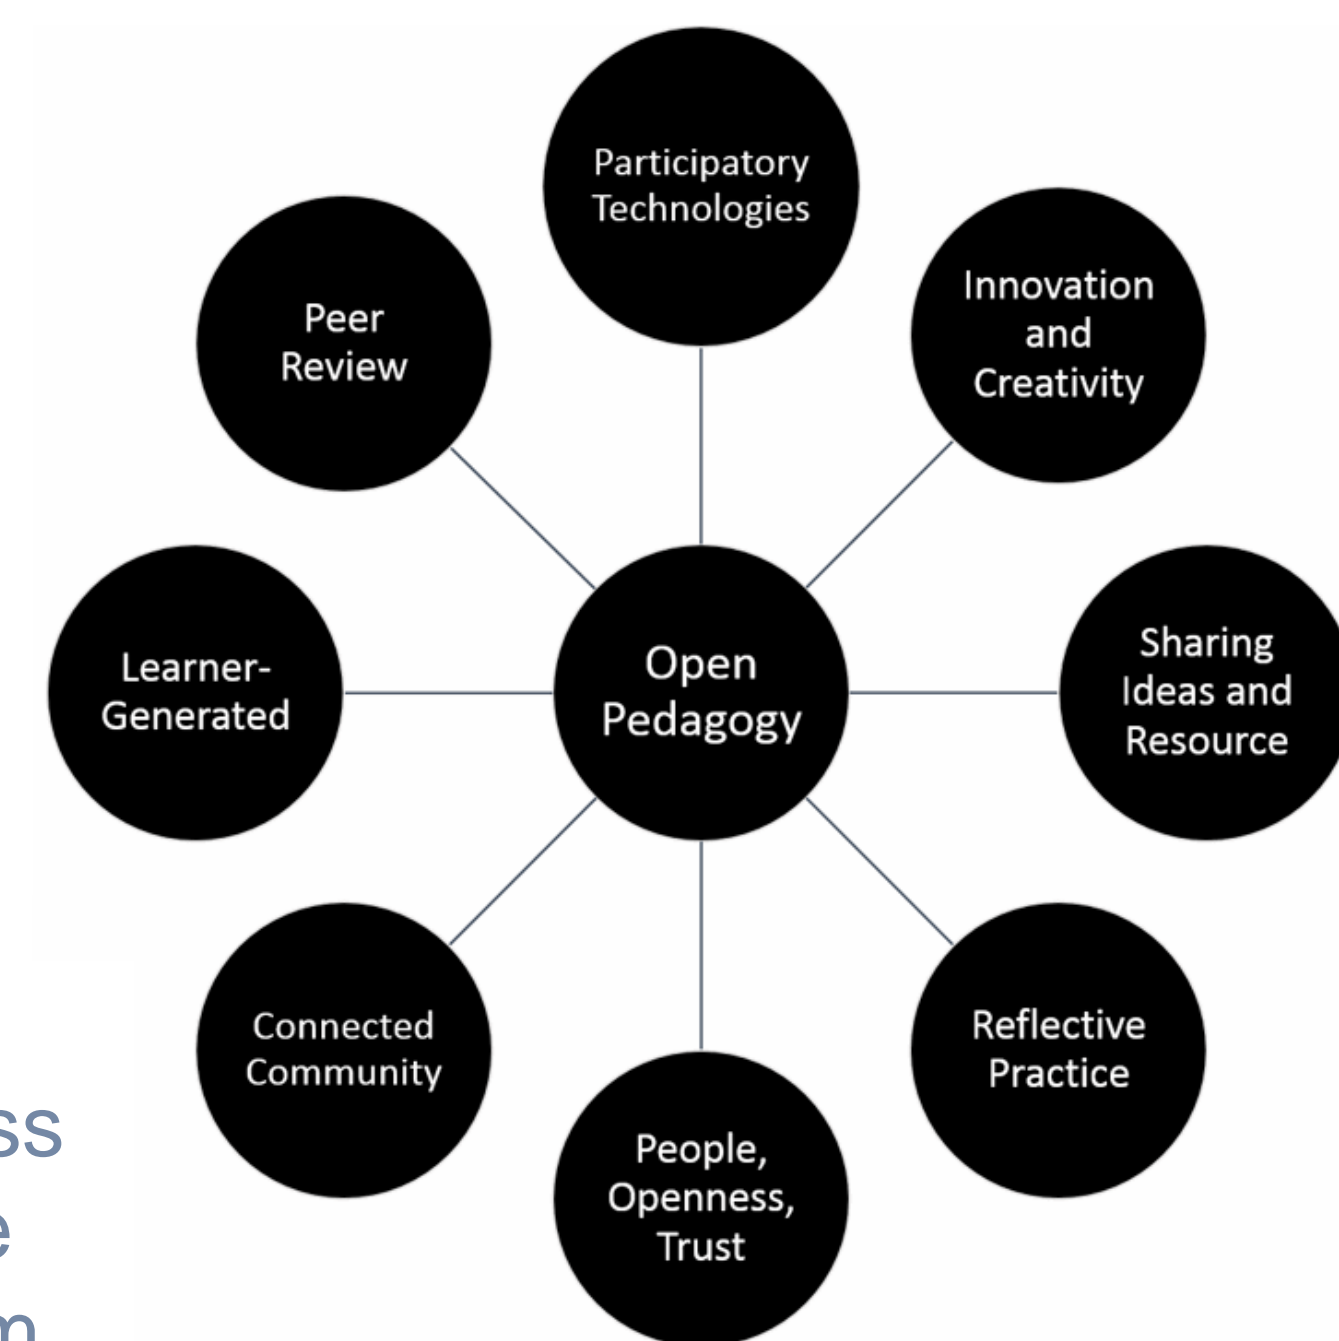 Participatory
Technologies
Innovation
and
Creativity
Peer
Review
Sharing
Ideas and
Resource
Learner-
Generated
Open
Pedagogy
Reflective
Practice
Connected
Community
People,
Openness,
Trust